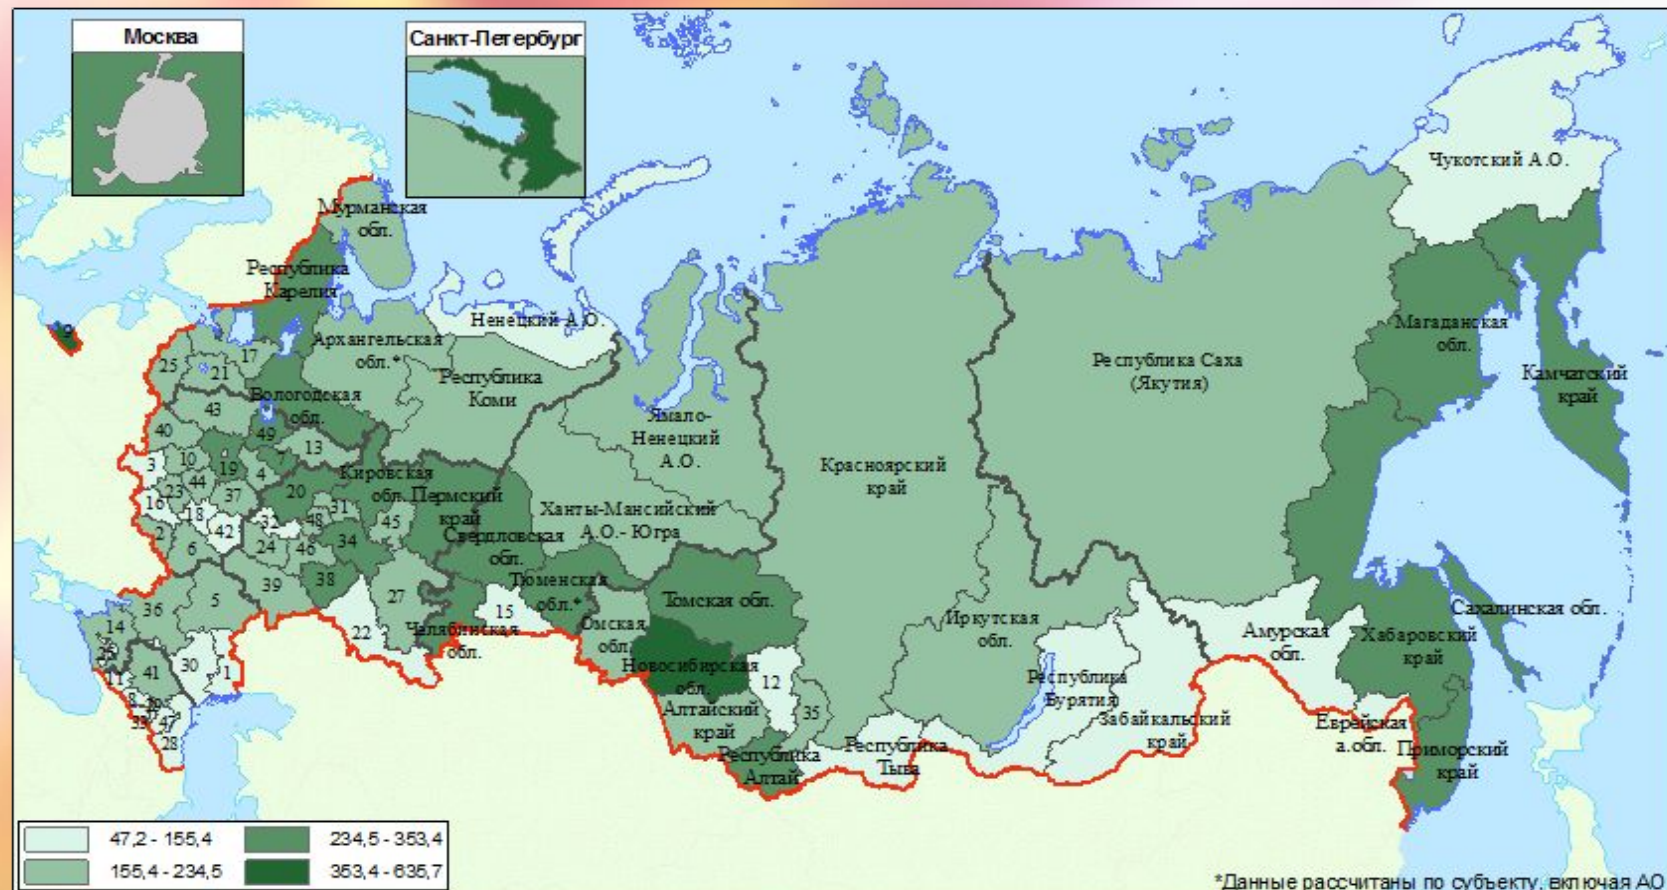 Москва
Санкт-Петербург
Чукотский А.О.
Мурманская
обл.
Республика
Карелия
9
Ненецкий А.О.
Магаданская
обл.
Архангельская
обл.*
Республика Саха
(Якутия)
Камчатский
край
17
25
21
Республика
Коми
Вологодская
обл.
Ямало-
Ненецкий
А.О.
43
40
49
13
3
10
19
4
7
Кировская
обл.
Красноярский
край
23
44
37
20
Пермский
край
Ханты-Мансийский
А.О.- Югра
16
18
42
32
48
31
45
Свердловская
обл.
2
6
24
46
34
39
38
27
Тюменская
обл.*
Томская обл.
36
5
15
14
22
Челябинская
обл.
Омская
обл.
Иркутская
обл.
Амурская
обл.
Сахалинская обл.
Хабаровский
край
11
41
30
1
Новосибирская
обл.
12
Республика
Бурятия
8
33
47
28
Алтайский
край
35
Забайкальский
край
Еврейская
а.обл.
Республика
Алтай
Республика
Тыва
Приморский
край
47,2 - 155,4
234,5 - 353,4
155,4 - 234,5
353,4 - 635,7
*Данные рассчитаны по субъекту, включая АО